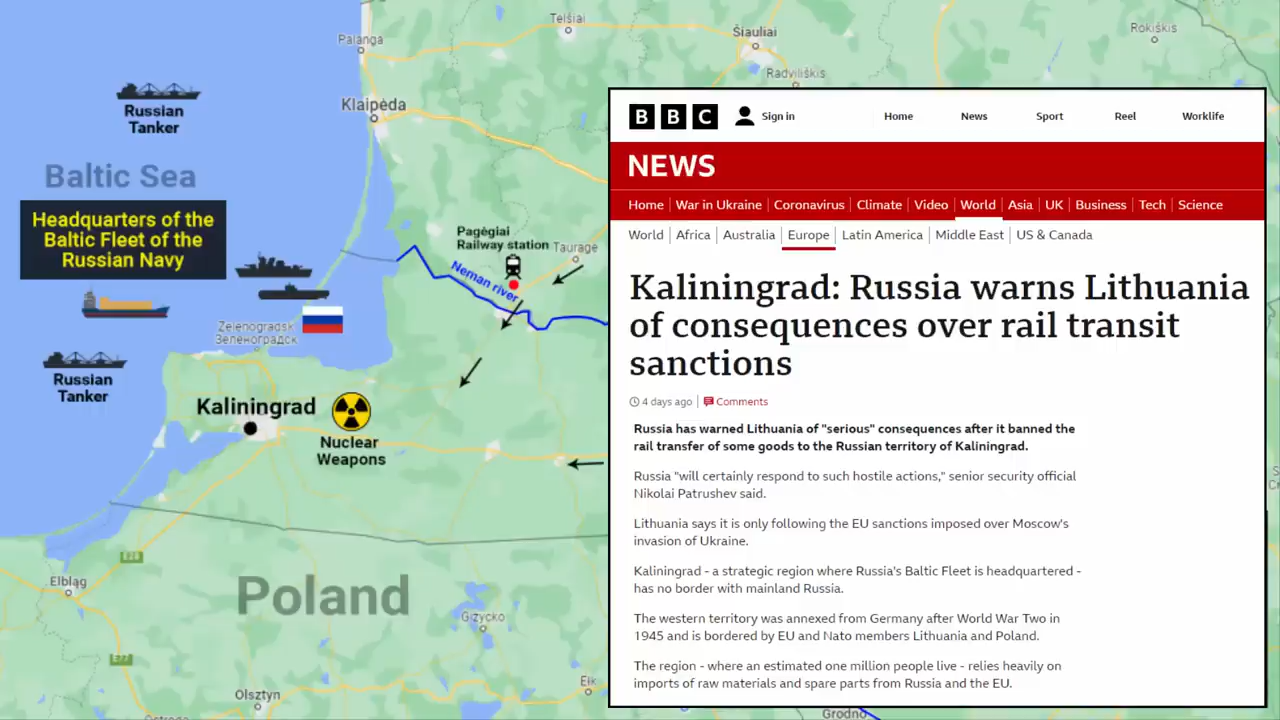 Telšiai
Šiauliai
Rokiškis
Palanga
Radviliškis
Klaipėda
Russian
Tanker
Baltic Sea
Headquarters of the
Baltic Fleet of the
Russian Navy
Pagėgiai
Railway station
Tauragė
Neman river
Zelenogradsk
Зеленоградск
Russian
Tanker
Kaliningrad
Nuclear
Weapons
E28
Elbląg
Poland
Giżycko
E77
Olsztyn
Ełk
Grodno
BBC
Sign in
Home
News
Sport
Reel
Worklife
NEWS
Home | War in Ukraine | Coronavirus | Climate | Video | World | Asia | UK | Business | Tech | Science
World | Africa | Australia | Europe | Latin America | Middle East | US & Canada
Kaliningrad: Russia warns Lithuania
of consequences over rail transit
sanctions
4 days ago | Comments
Russia has warned Lithuania of "serious" consequences after it banned the
rail transfer of some goods to the Russian territory of Kaliningrad.
Russia "will certainly respond to such hostile actions," senior security official
Nikolai Patrushev said.
Lithuania says it is only following the EU sanctions imposed over Moscow's
invasion of Ukraine.
Kaliningrad - a strategic region where Russia's Baltic Fleet is headquartered -
has no border with mainland Russia.
The western territory was annexed from Germany after World War Two in
1945 and is bordered by EU and Nato members Lithuania and Poland.
The region - where an estimated one million people live - relies heavily on
imports of raw materials and spare parts from Russia and the EU.